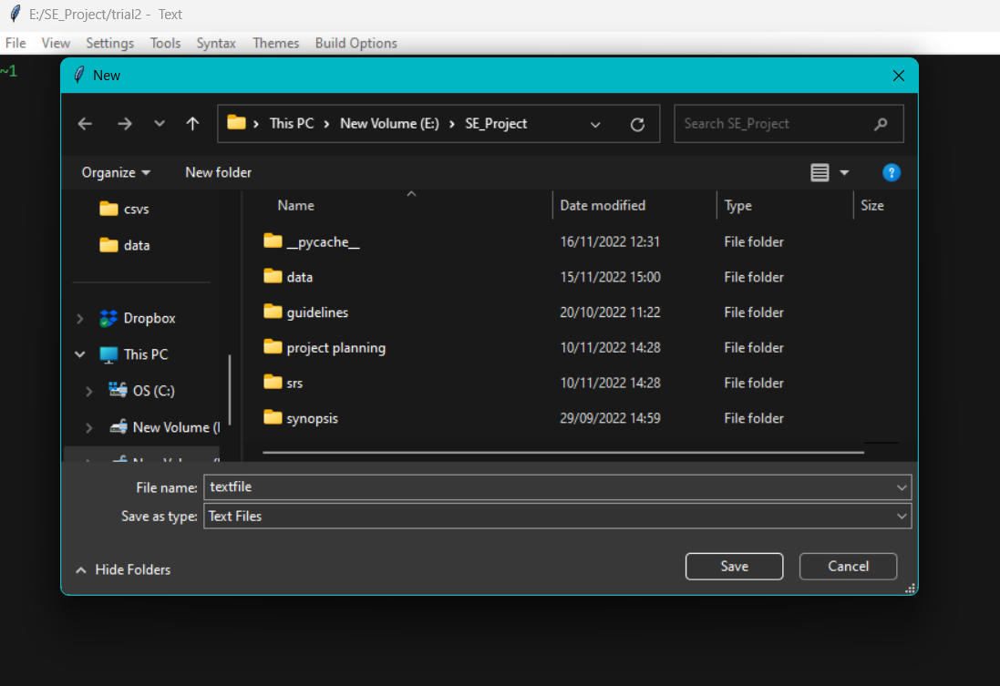 E:/SE_Project/trial2 - Text
File View Settings Tools Syntax Themes Build Options
~1
New
This PC New Volume (E:) SE_Project
Search SE_Project
Organize New folder
Name Date modified Type Size
csvs
data
Dropbox
This PC
OS (C:)
New Volume (
__pycache__ 16/11/2022 12:31 File folder
data 15/11/2022 15:00 File folder
guidelines 20/10/2022 11:22 File folder
project planning 10/11/2022 14:28 File folder
srs 10/11/2022 14:28 File folder
synopsis 29/09/2022 14:59 File folder
File name: textfile
Save as type: Text Files
Hide Folders
Save Cancel